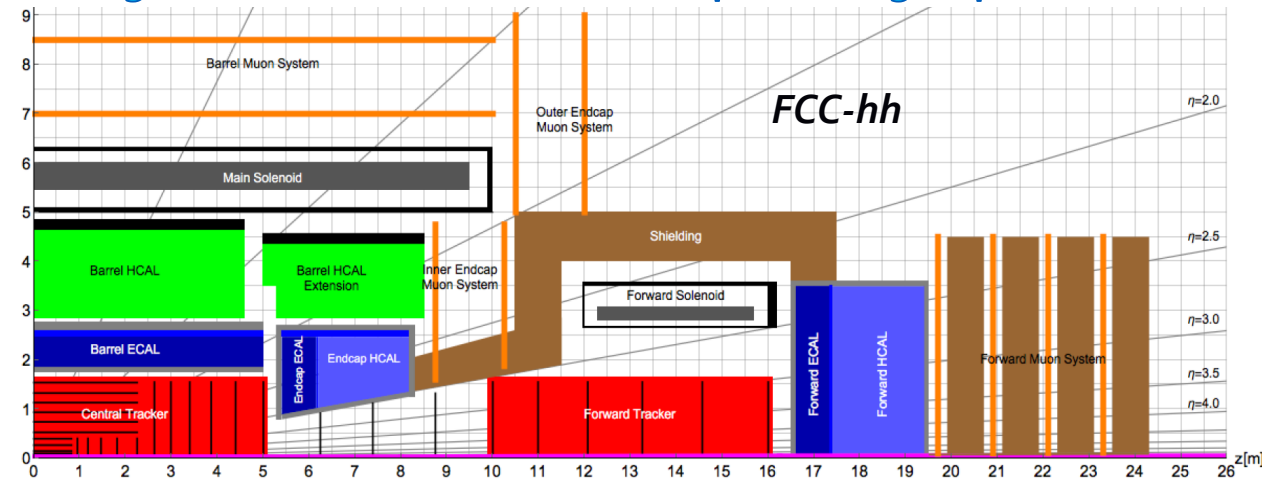 9
8
Barrel Muon System
FCC-hh
η=2.0
7
Outer Endcap
Muon System
6
Main Solenoid
5
Shielding
η=2.5
4
Barrel HCAL
Barrel HCAL
Extension
Inner Endcap
Muon System
Forward Solenoid
3
η=3.0
2
Barrel ECAL
Endcap ECAL
Endcap HCAL
Forward ECAL
Forward HCAL
Forward Muon System
η=3.5
1
Central Tracker
Forward Tracker
η=4.0
0
0 1 2 3 4 5 6 7 8 9 10 11 12 13 14 15 16 17 18 19 20 21 22 23 24 25 26 z[m]